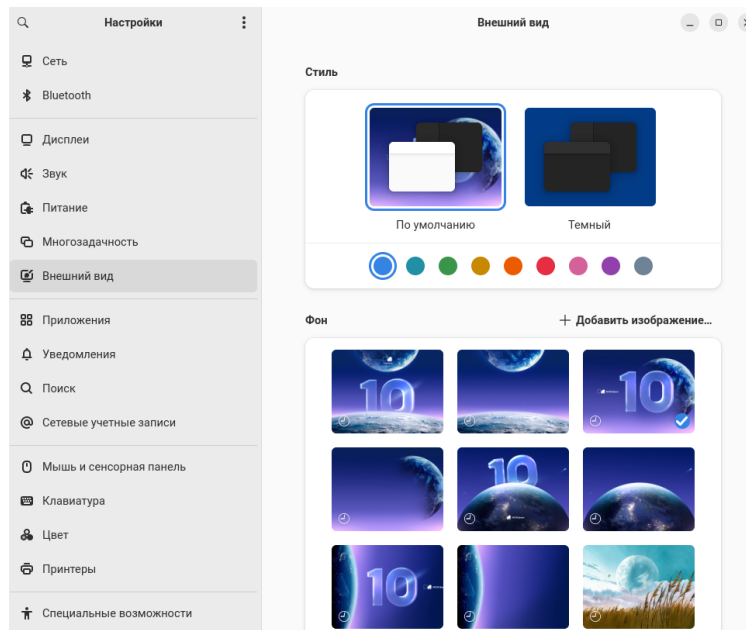 Настройки
Внешний вид
Сеть
Bluetooth
Дисплеи
Звук
Питание
Многозадачность
Внешний вид
Приложения
Уведомления
Поиск
Сетевые учетные записи
Мышь и сенсорная панель
Клавиатура
Цвет
Принтеры
Специальные возможности
Стиль
По умолчанию
Темный
Фон
Добавить изображение...
10
10
10
10